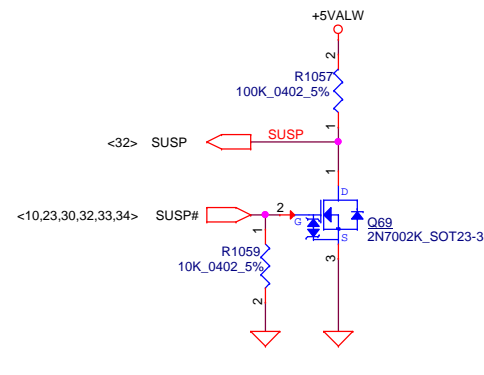 +5VALW
2
R1057
100K_0402_5%
1
<32> SUSP
SUSP
1
D
<10,23,30,32,33,34> SUSP#
2
G
Q69
2N7002K_SOT23-3
S
1
R1059
10K_0402_5%
3
2